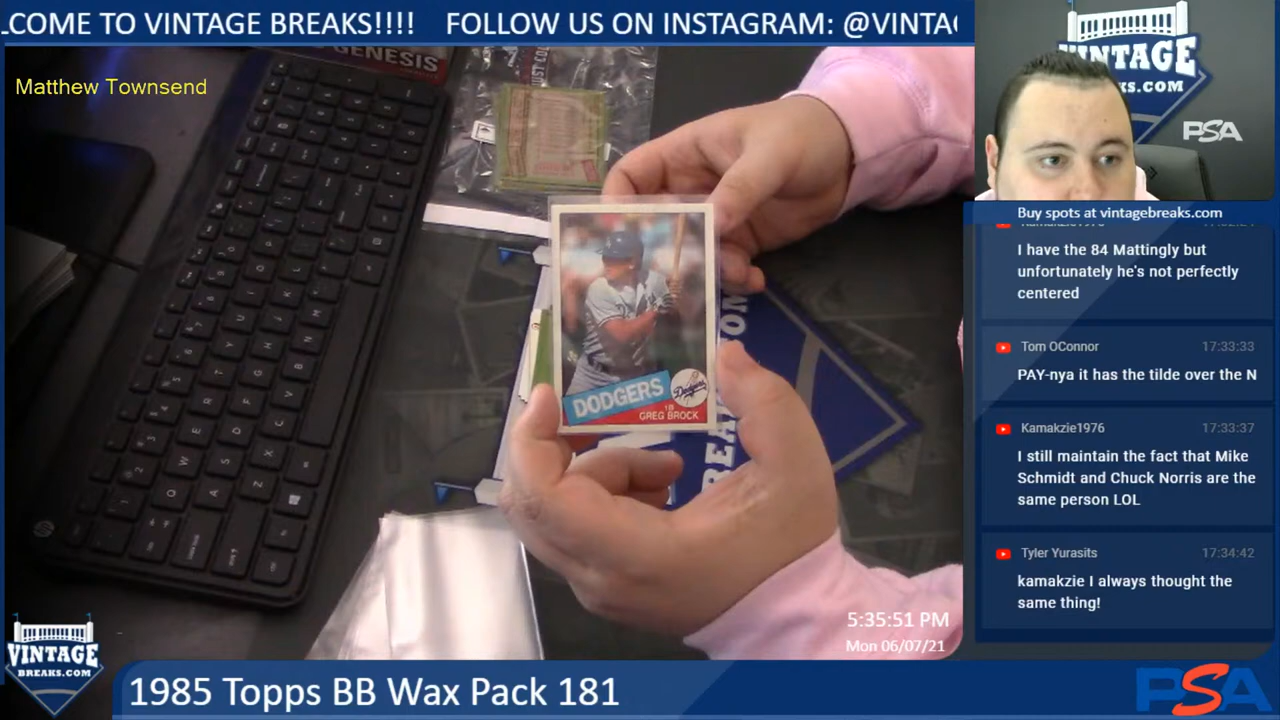 LCOME TO VINTAGE BREAKS!!!! FOLLOW US ON INSTAGRAM: @VINTAG
GENESIS
Matthew Townsend
VINTAGE
KS.COM
PSA
Buy spots at vintagebreaks.com
I have the 84 Mattingly but
unfortunately he's not perfectly
centered
Tom OConnor 17:33:33
PAY-nya it has the tilde over the N
Kamakzie1976 17:33:37
I still maintain the fact that Mike
Schmidt and Chuck Norris are the
same person LOL
Tyler Yurasits 17:34:42
kamakzie I always thought the
same thing!
DODGERS
Dodgers
1B
GREG BROCK
5:35:51 PM
Mon 06/07/21
VINTAGE
BREAKS.COM
1985 Topps BB Wax Pack 181
PSA